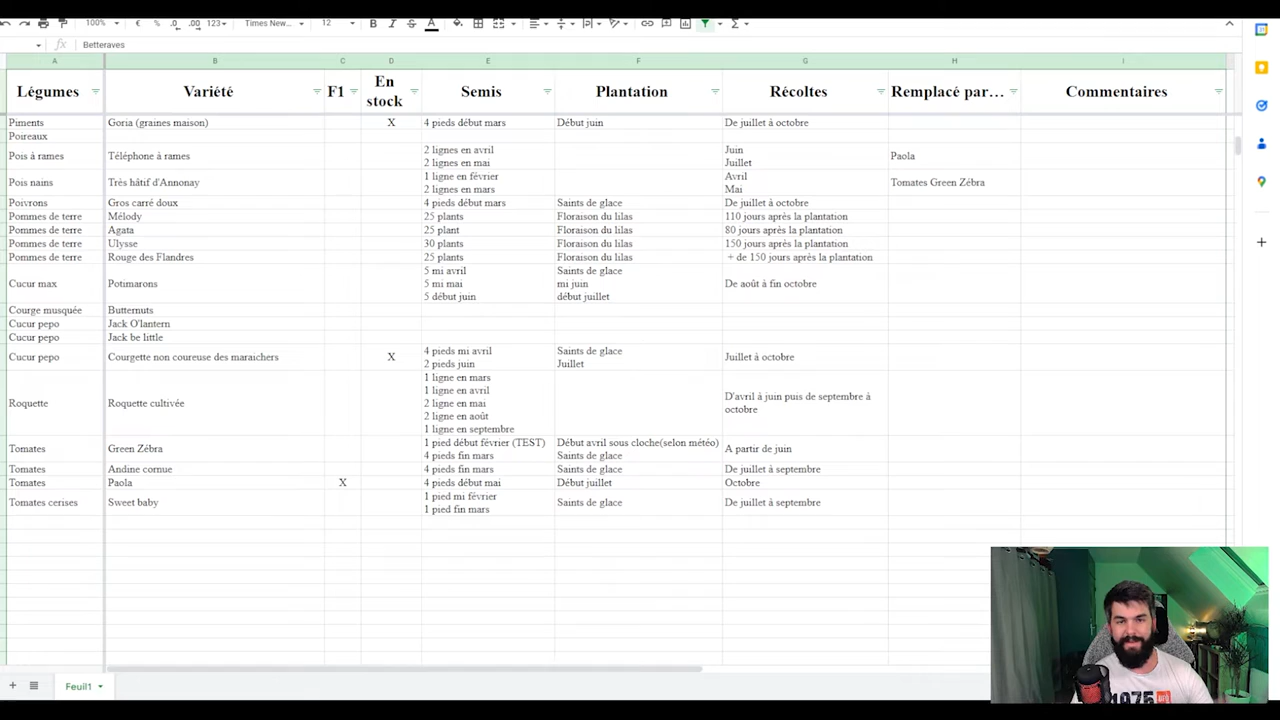 100% € % .0 .00 123 Times New... 12 B I A Σ
fx Betteraves
A B C D E F G H I
Légumes Variété F1 En stock Semis Plantation Récoltes Remplacé par… Commentaires
Piments Goria (graines maison) X 4 pieds début mars Début juin De juillet à octobre
Poireaux
Pois à rames Téléphone à rames 2 lignes en avril Juin Paola
2 lignes en mai Juillet
Pois nains Très hâtif d'Annonay 1 ligne en février Avril Tomates Green Zébra
2 lignes en mars Mai
Poivrons Gros carré doux 4 pieds début mars Saints de glace De juillet à octobre
Pommes de terre Mélody 25 plants Floraison du lilas 110 jours après la plantation
Pommes de terre Agata 25 plant Floraison du lilas 80 jours après la plantation
Pommes de terre Ulysse 30 plants Floraison du lilas 150 jours après la plantation
Pommes de terre Rouge des Flandres 25 plants Floraison du lilas + de 150 jours après la plantation
Cucur max Potimarons 5 mi avril Saints de glace De août à fin octobre
5 mi mai mi juin
5 début juin début juillet
Courge musquée Butternuts
Cucur pepo Jack O'lantern
Cucur pepo Jack be little
Cucur pepo Courgette non coureuse des maraichers X 4 pieds mi avril Saints de glace Juillet à octobre
2 pieds juin Juillet
Roquette Roquette cultivée 1 ligne en mars D'avril à juin puis de septembre à
1 ligne en avril octobre
2 ligne en mai
2 ligne en août
1 ligne en septembre
Tomates Green Zébra 1 pied début février (TEST) Début avril sous cloche(selon météo) A partir de juin
4 pieds fin mars Saints de glace
Tomates Andine cornue 4 pieds fin mars Saints de glace De juillet à septembre
Tomates Paola X 4 pieds début mai Début juillet Octobre
Tomates cerises Sweet baby 1 pied mi février Saints de glace De juillet à septembre
1 pied fin mars
Feuil1
1975